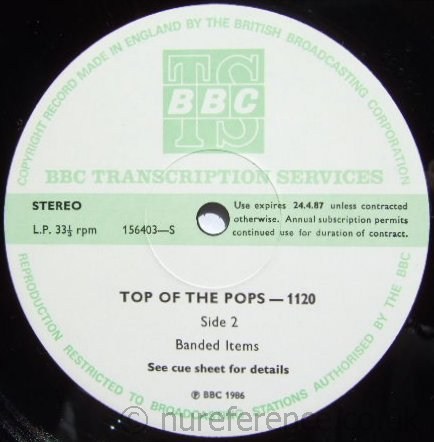 COPYRIGHT RECORD MADE IN ENGLAND BY THE BRITISH BROADCASTING CORPORATION
TS
BBC
BBC TRANSCRIPTION SERVICES
STEREO
L.P. 33⅓ rpm 156403—S
Use expires 24.4.87 unless contracted
otherwise. Annual subscription permits
continued use for duration of contract.
TOP OF THE POPS — 1120
Side 2
Banded Items
See cue sheet for details
℗ BBC 1986
REPRODUCTION RESTRICTED TO BROADCASTING STATIONS AUTHORISED BY THE BBC